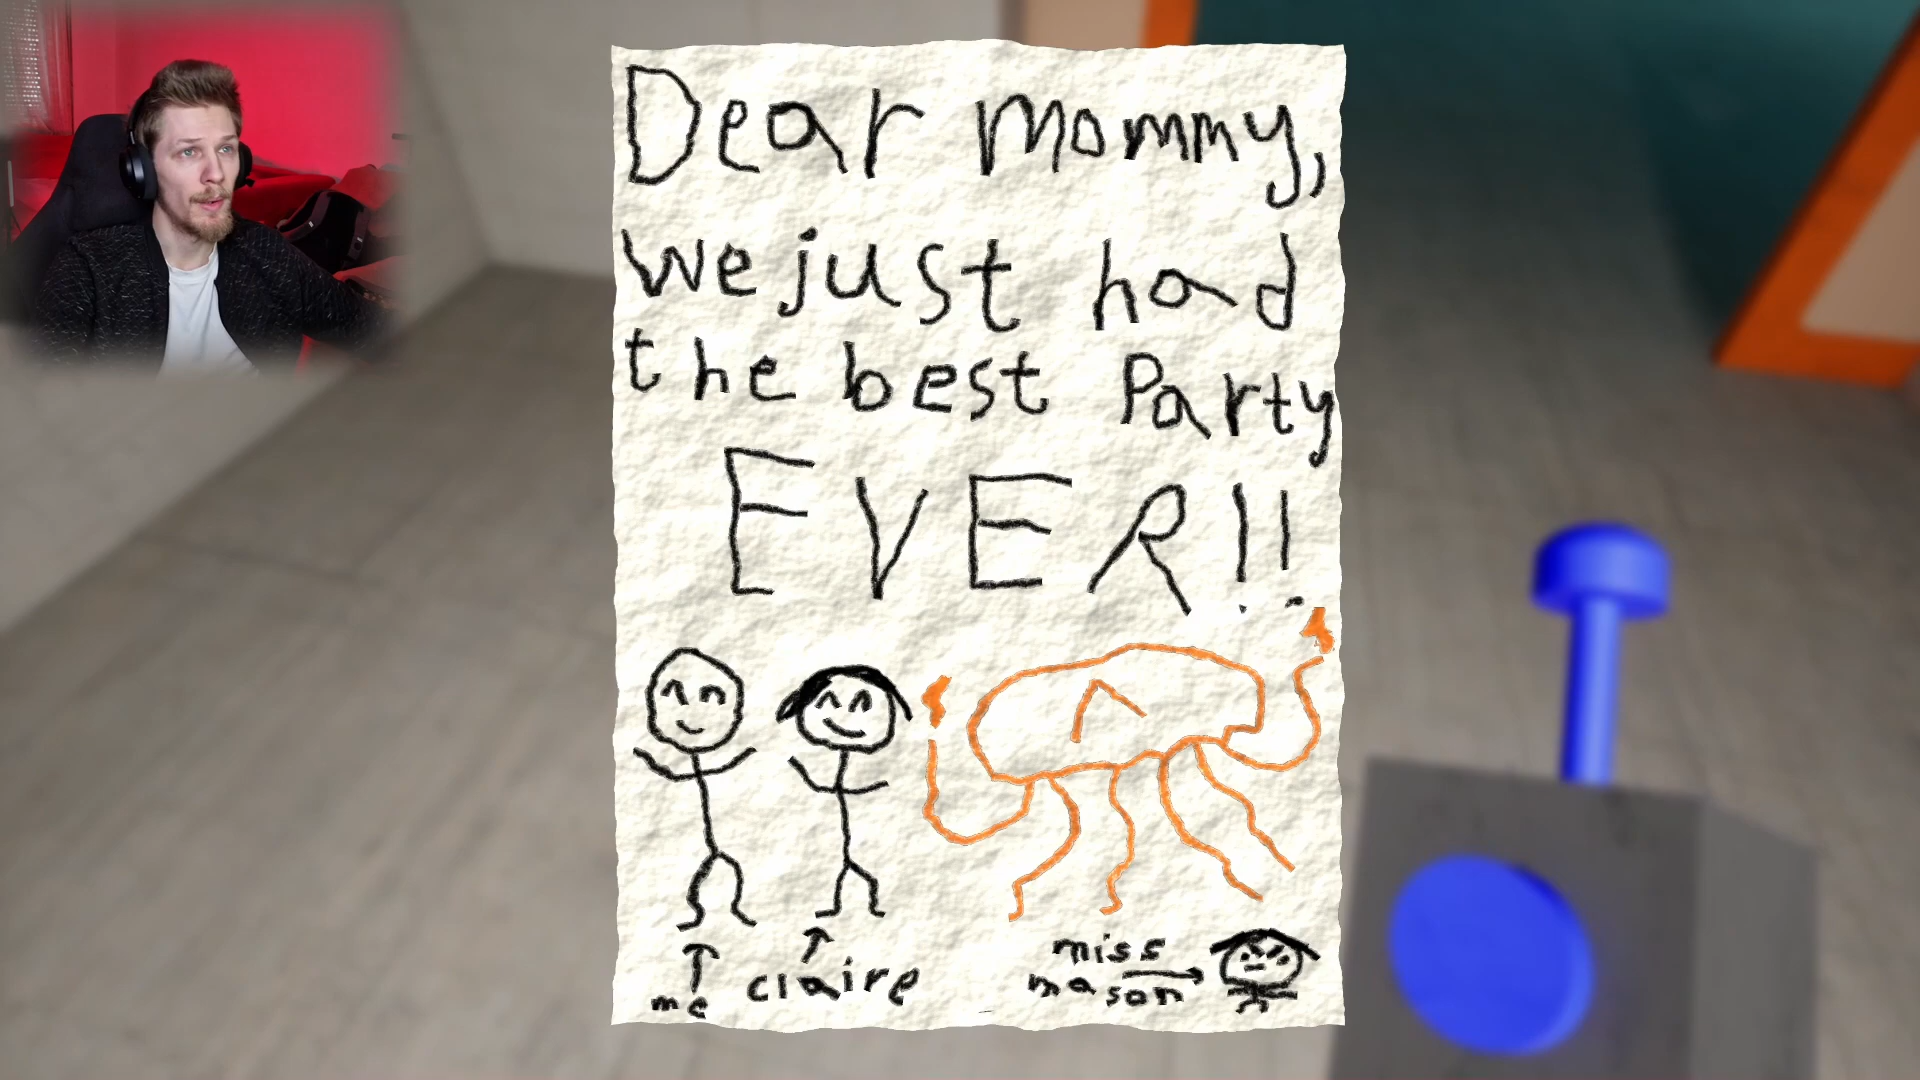 Dear mommy,
we just had
the best Party
EVER!!
me
claire
miss
mason